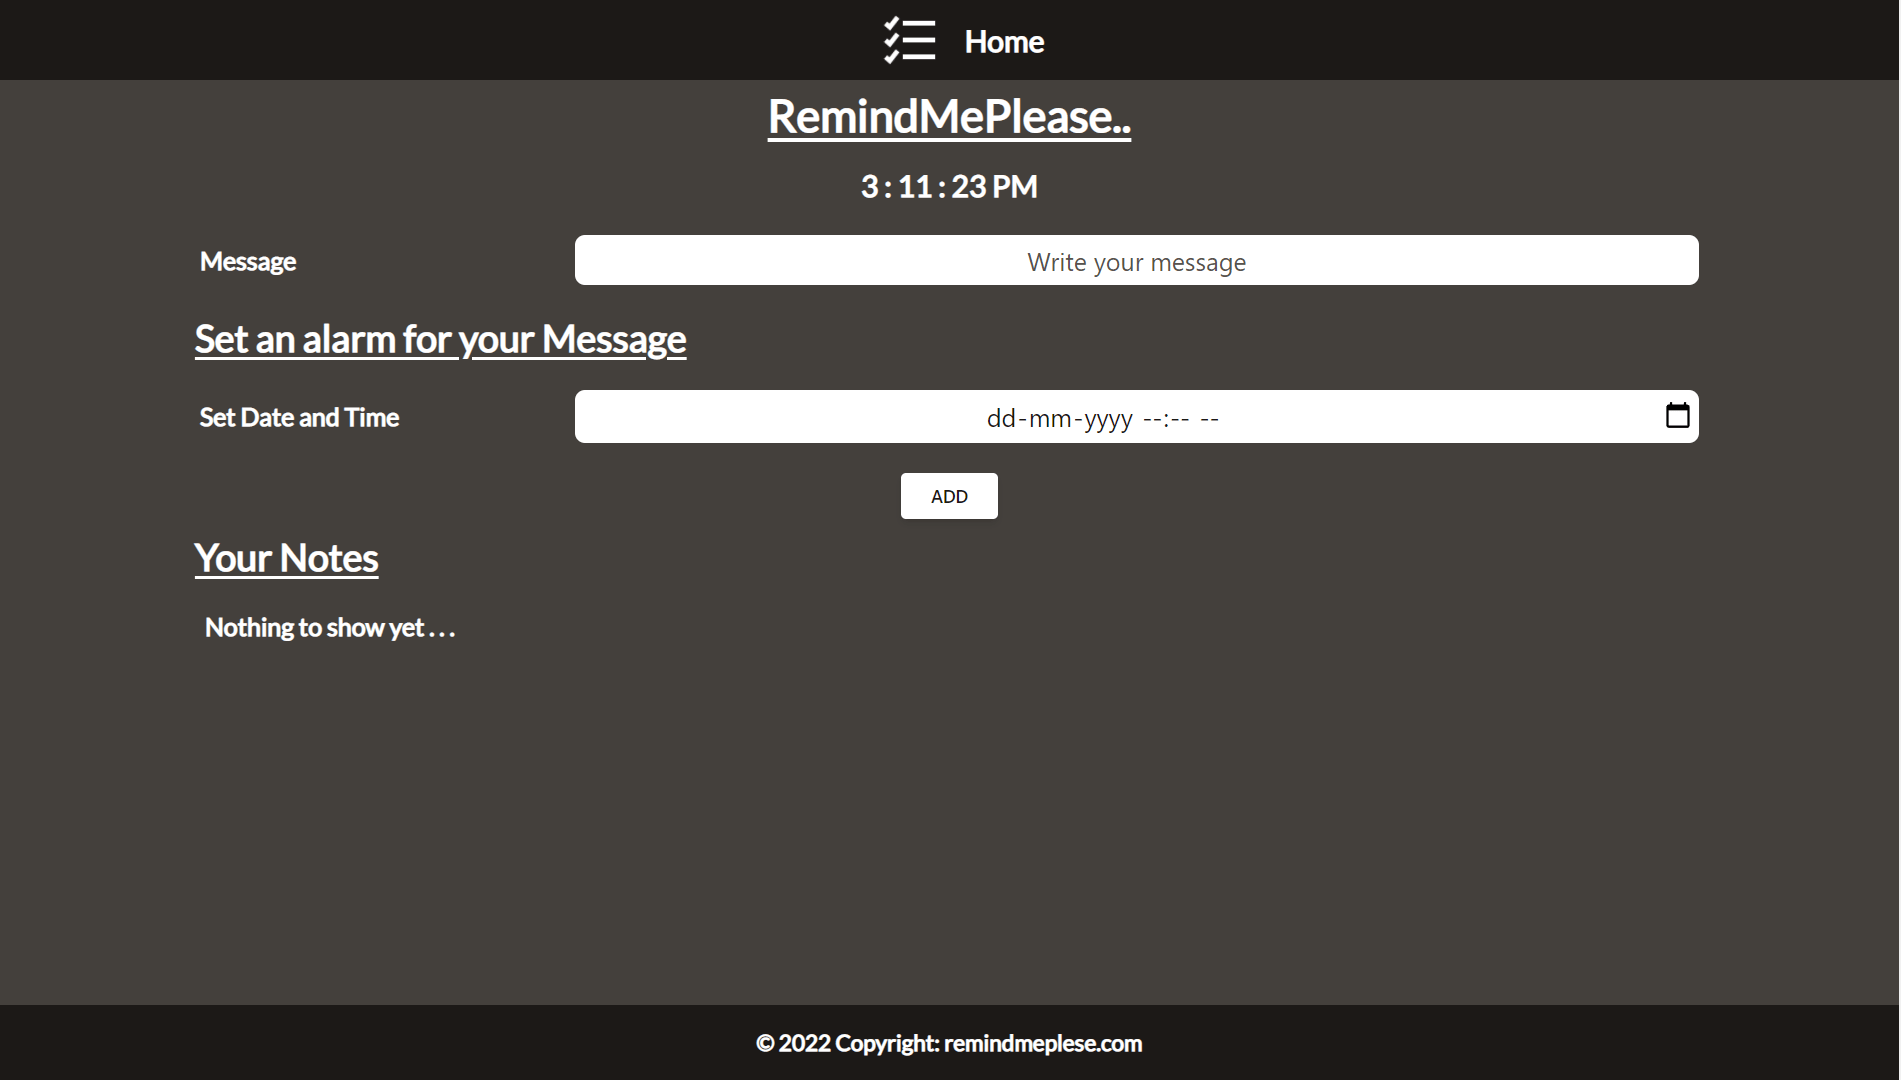 Home
RemindMePlease..
3 : 11 : 23 PM
Message
Write your message
Set an alarm for your Message
Set Date and Time
dd-mm-yyyy --:-- --
ADD
Your Notes
Nothing to show yet . . .
© 2022 Copyright: remindmeplese.com